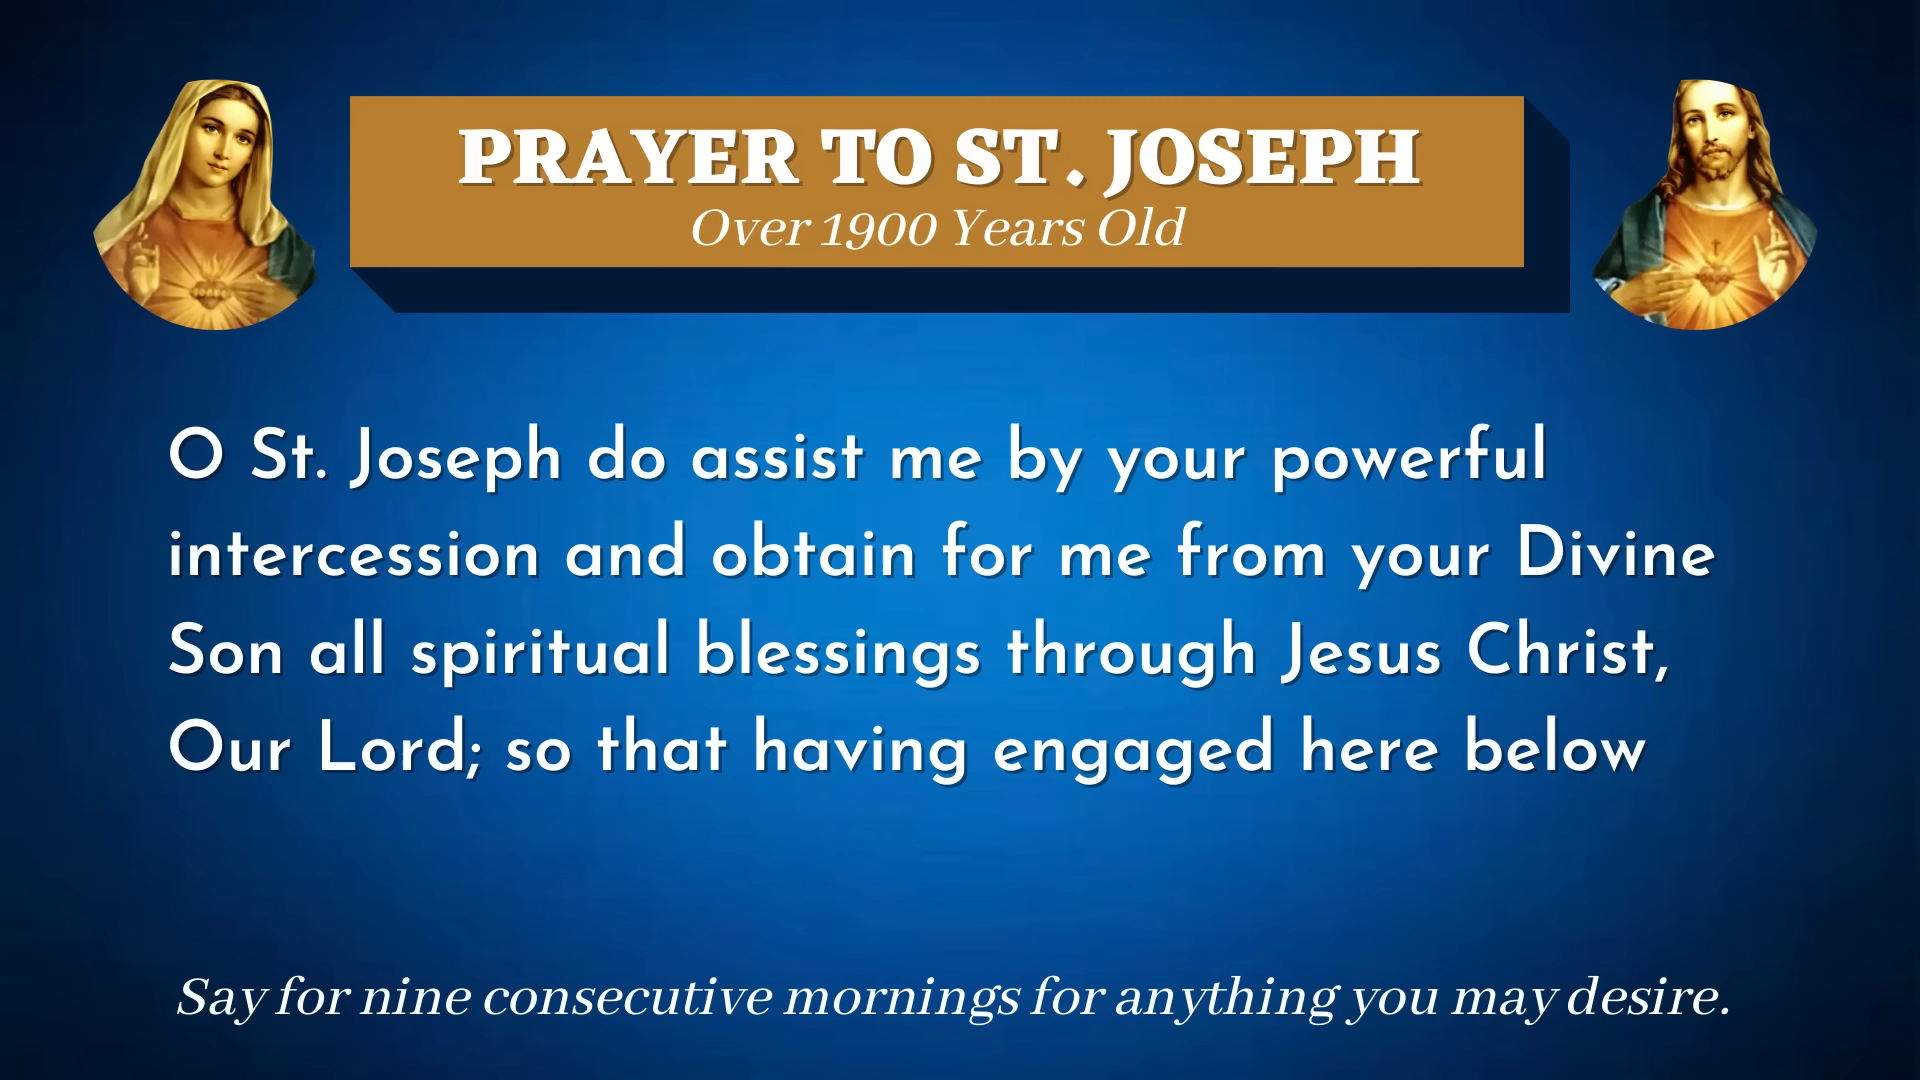 PRAYER TO ST. JOSEPH
Over 1900 Years Old
O St. Joseph do assist me by your powerful
intercession and obtain for me from your Divine
Son all spiritual blessings through Jesus Christ,
Our Lord; so that having engaged here below
Say for nine consecutive mornings for anything you may desire.